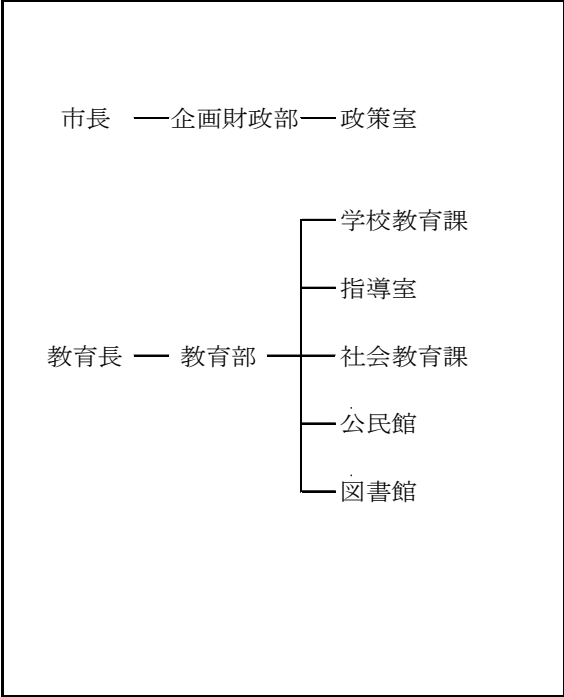 市長 企画財政部 政策室
学校教育課
指導室
教育長 教育部 社会教育課
公民館
図書館